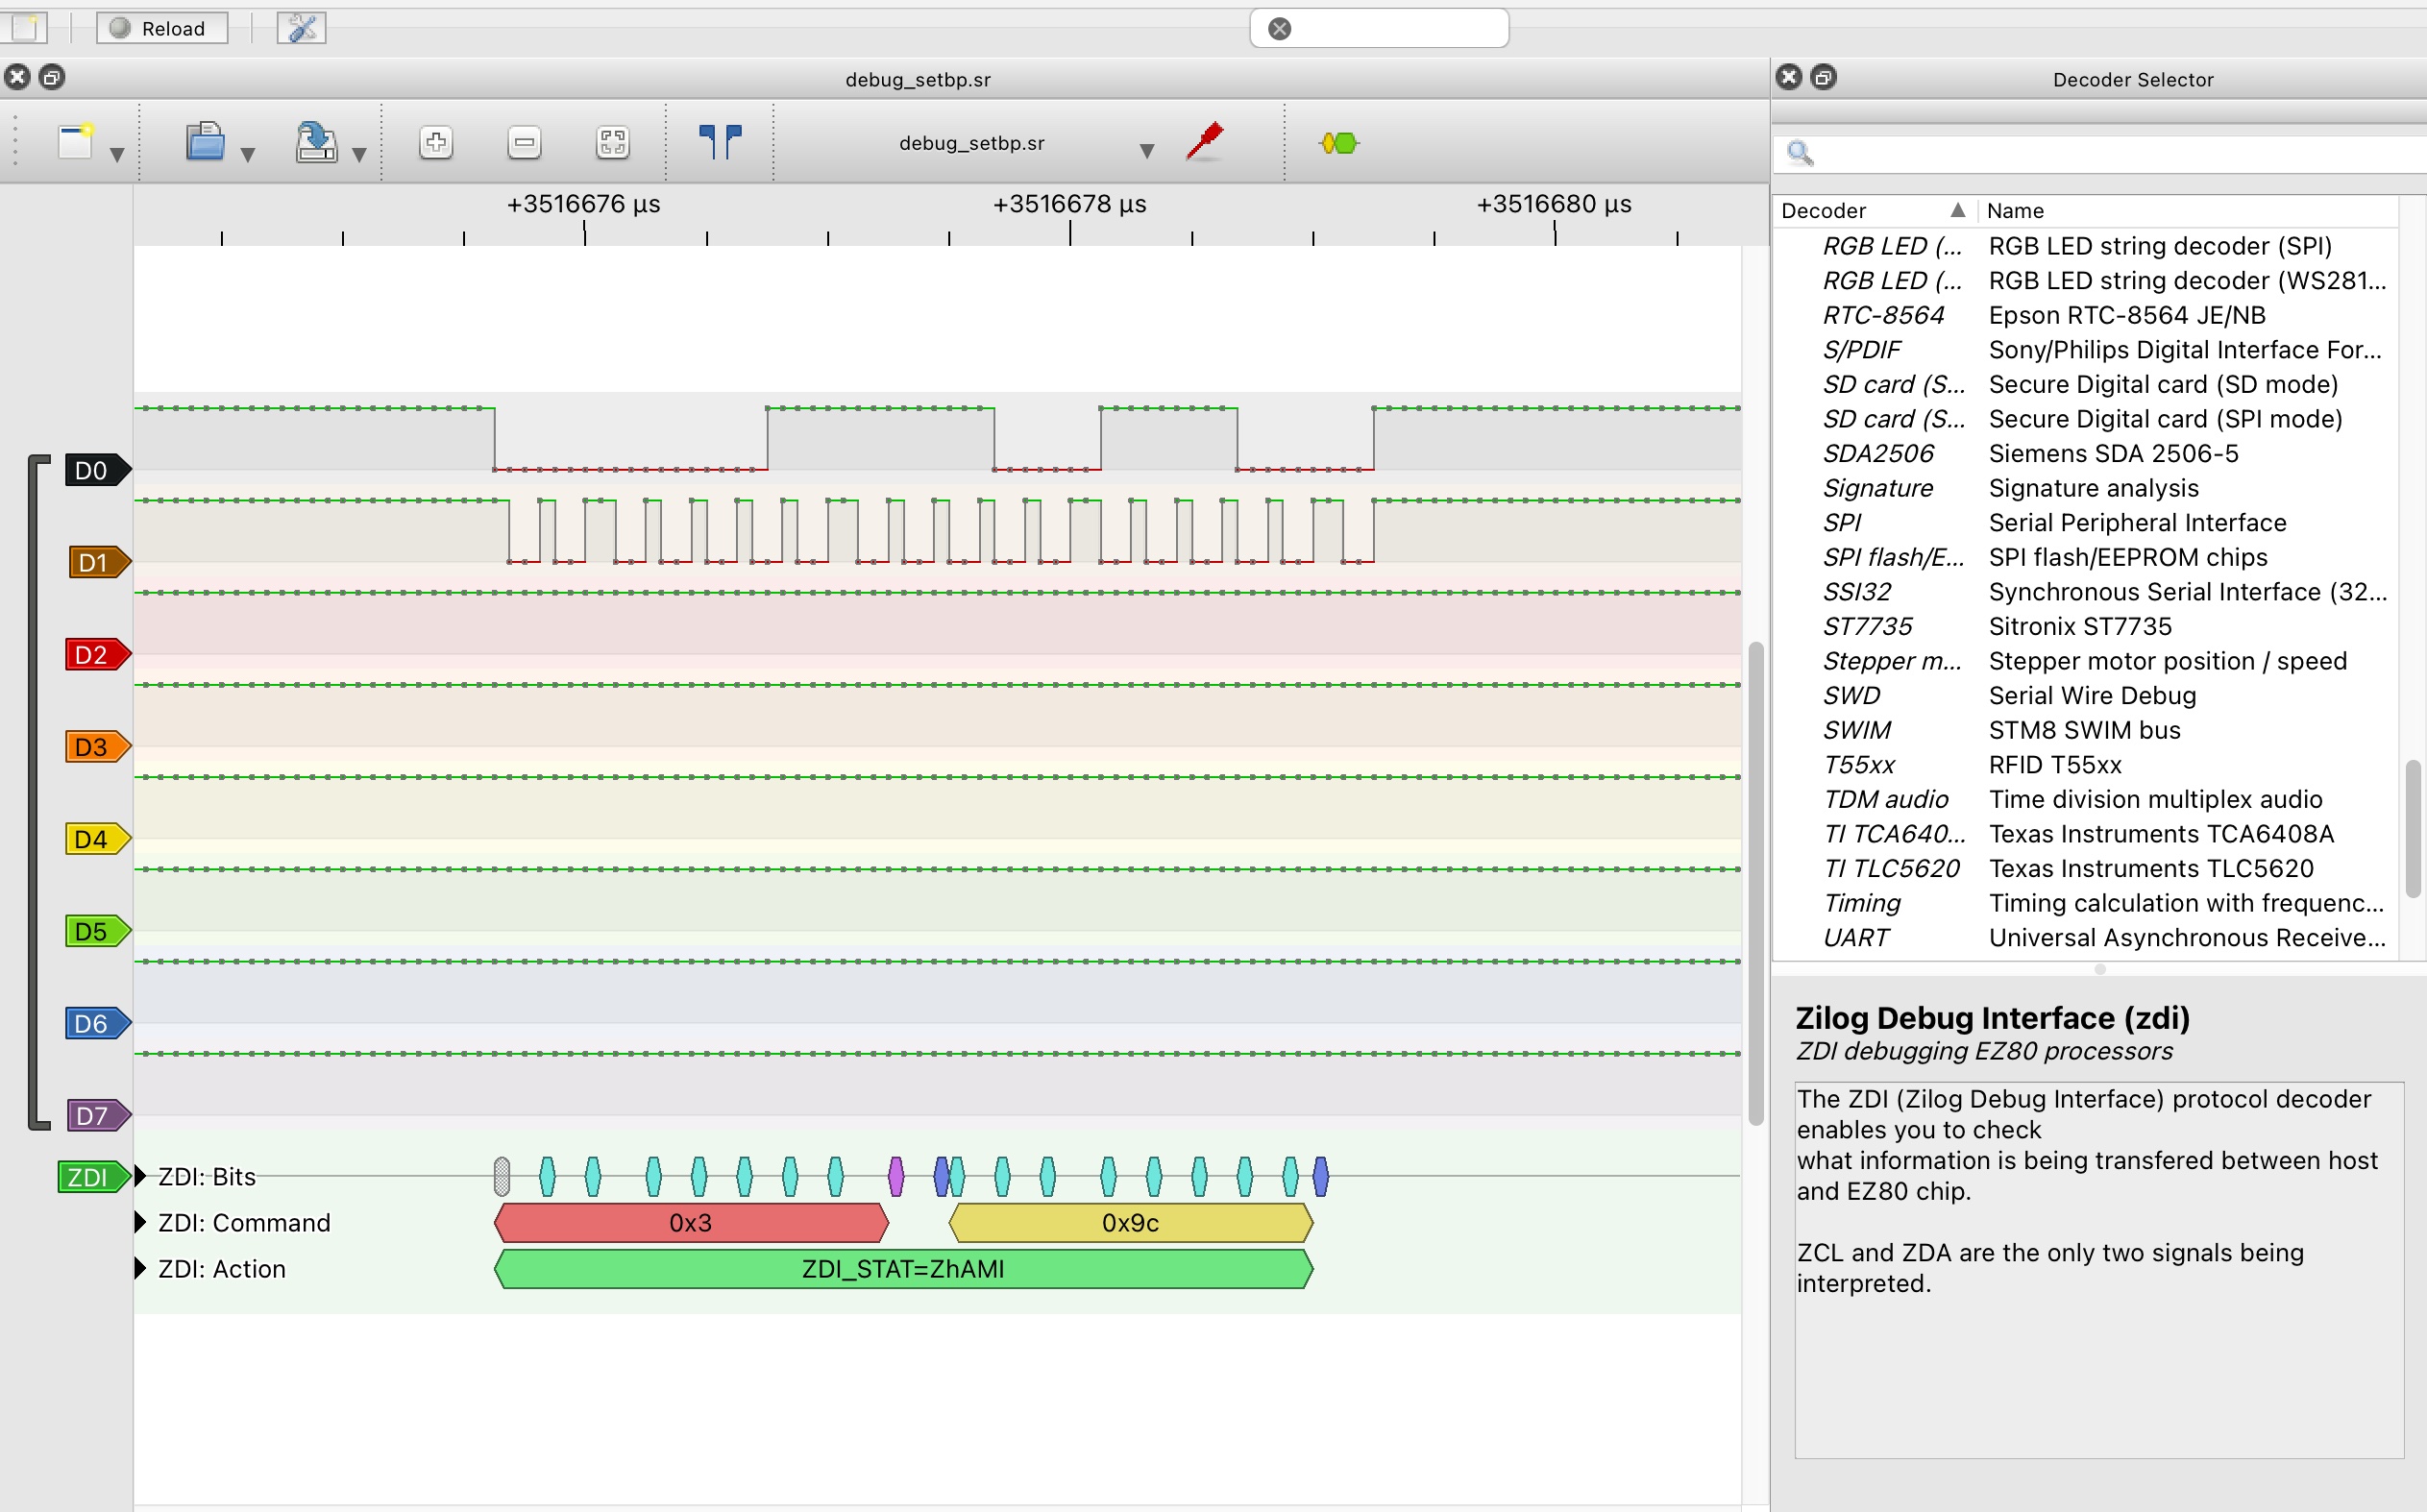 Reload
debug_setbp.sr
Decoder Selector
debug_setbp.sr
+3516676 µs
+3516678 µs
+3516680 µs
D0
D1
D2
D3
D4
D5
D6
D7
ZDI
ZDI: Bits
ZDI: Command
0x3
0x9c
ZDI: Action
ZDI_STAT=ZhAMI
Decoder Name
RGB LED (... RGB LED string decoder (SPI)
RGB LED (... RGB LED string decoder (WS281...
RTC-8564 Epson RTC-8564 JE/NB
S/PDIF Sony/Philips Digital Interface For...
SD card (S... Secure Digital card (SD mode)
SD card (S... Secure Digital card (SPI mode)
SDA2506 Siemens SDA 2506-5
Signature Signature analysis
SPI Serial Peripheral Interface
SPI flash/E... SPI flash/EEPROM chips
SSI32 Synchronous Serial Interface (32...
ST7735 Sitronix ST7735
Stepper m... Stepper motor position / speed
SWD Serial Wire Debug
SWIM STM8 SWIM bus
T55xx RFID T55xx
TDM audio Time division multiplex audio
TI TCA640... Texas Instruments TCA6408A
TI TLC5620 Texas Instruments TLC5620
Timing Timing calculation with frequenc...
UART Universal Asynchronous Receive...
Zilog Debug Interface (zdi)
ZDI debugging EZ80 processors
The ZDI (Zilog Debug Interface) protocol decoder
enables you to check
what information is being transfered between host
and EZ80 chip.
ZCL and ZDA are the only two signals being
interpreted.